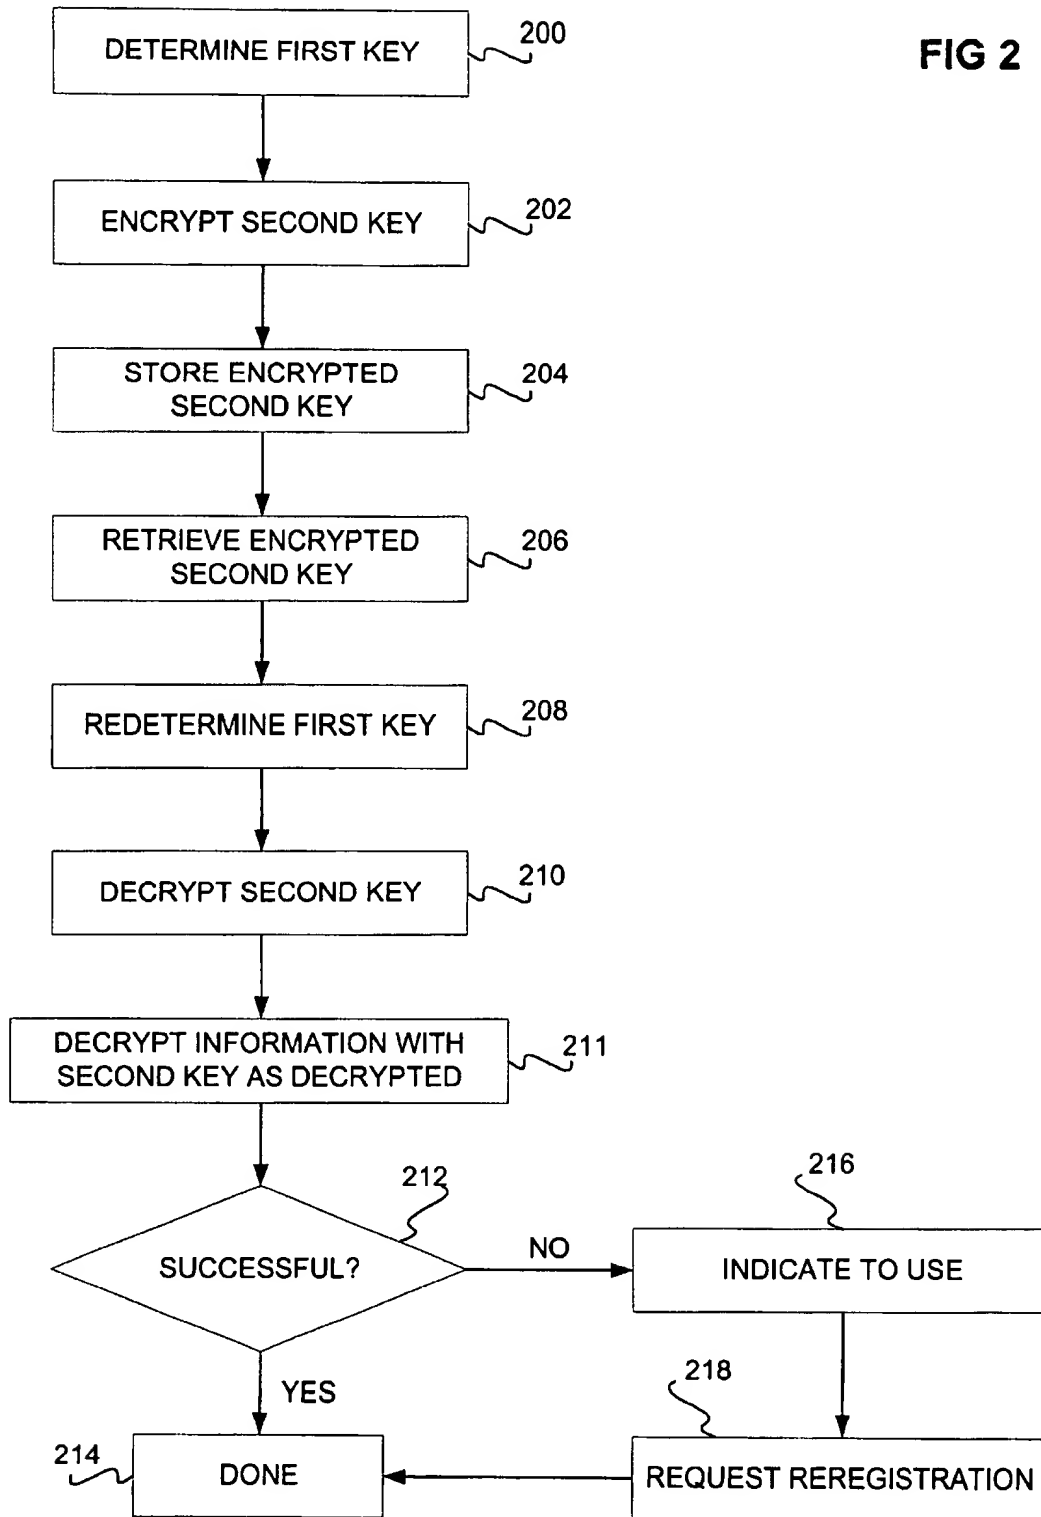 FIG 2
DETERMINE FIRST KEY
200
ENCRYPT SECOND KEY
202
STORE ENCRYPTED
SECOND KEY
204
RETRIEVE ENCRYPTED
SECOND KEY
206
REDETERMINE FIRST KEY
208
DECRYPT SECOND KEY
210
DECRYPT INFORMATION WITH
SECOND KEY AS DECRYPTED
211
212
SUCCESSFUL?
NO
216
INDICATE TO USE
YES
218
214
DONE
REQUEST REREGISTRATION